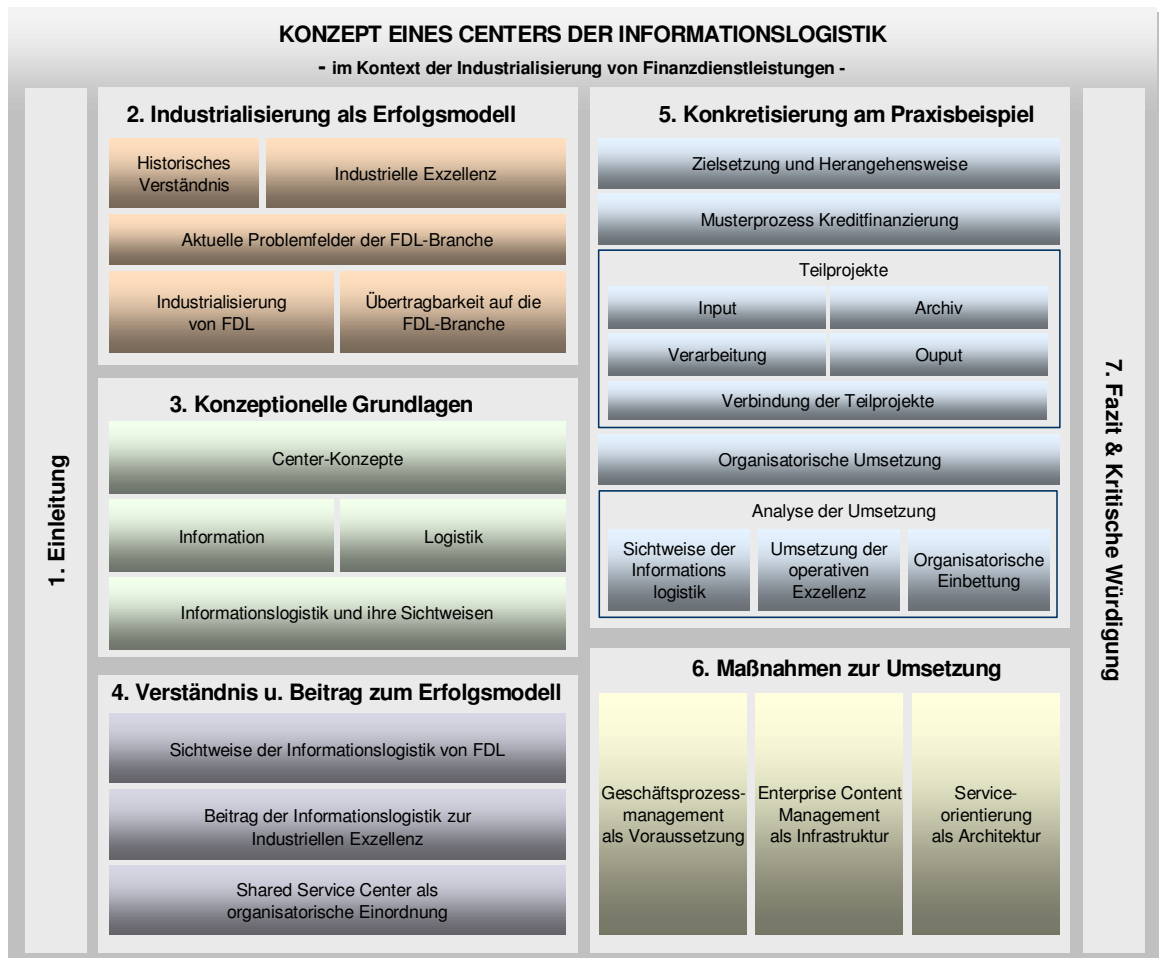 KONZEPT EINES CENTERS DER INFORMATIONSLOGISTIK
- im Kontext der Industrialisierung von Finanzdienstleistungen -
1. Einleitung
2. Industrialisierung als Erfolgsmodell
Historisches
Verständnis
Industrielle Exzellenz
Aktuelle Problemfelder der FDL-Branche
Industrialisierung
von FDL
Übertragbarkeit auf die
FDL-Branche
3. Konzeptionelle Grundlagen
Center-Konzepte
Information
Logistik
Informationslogistik und ihre Sichtweisen
4. Verständnis u. Beitrag zum Erfolgsmodell
Sichtweise der Informationslogistik von FDL
Beitrag der Informationslogistik zur
Industriellen Exzellenz
Shared Service Center als
organisatorische Einordnung
5. Konkretisierung am Praxisbeispiel
Zielsetzung und Herangehensweise
Musterprozess Kreditfinanzierung
Teilprojekte
Input
Archiv
Verarbeitung
Ouput
Verbindung der Teilprojekte
Organisatorische Umsetzung
Analyse der Umsetzung
Sichtweise der
Informations
logistik
Umsetzung der
operativen
Exzellenz
Organisatorische
Einbettung
6. Maßnahmen zur Umsetzung
Geschäftsprozess-
management
als Voraussetzung
Enterprise Content
Management
als Infrastruktur
Service-
orientierung
als Architektur
7. Fazit & Kritische Würdigung